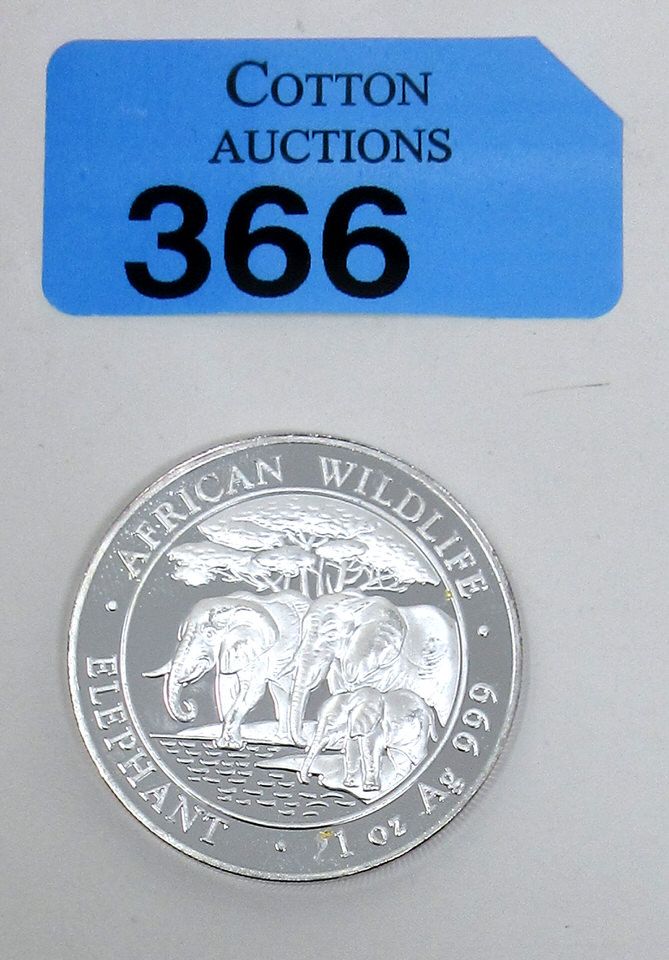 COTTON
AUCTIONS
366
AFRICAN WILDLIFE
ELEPHANT
1 oz Ag 999